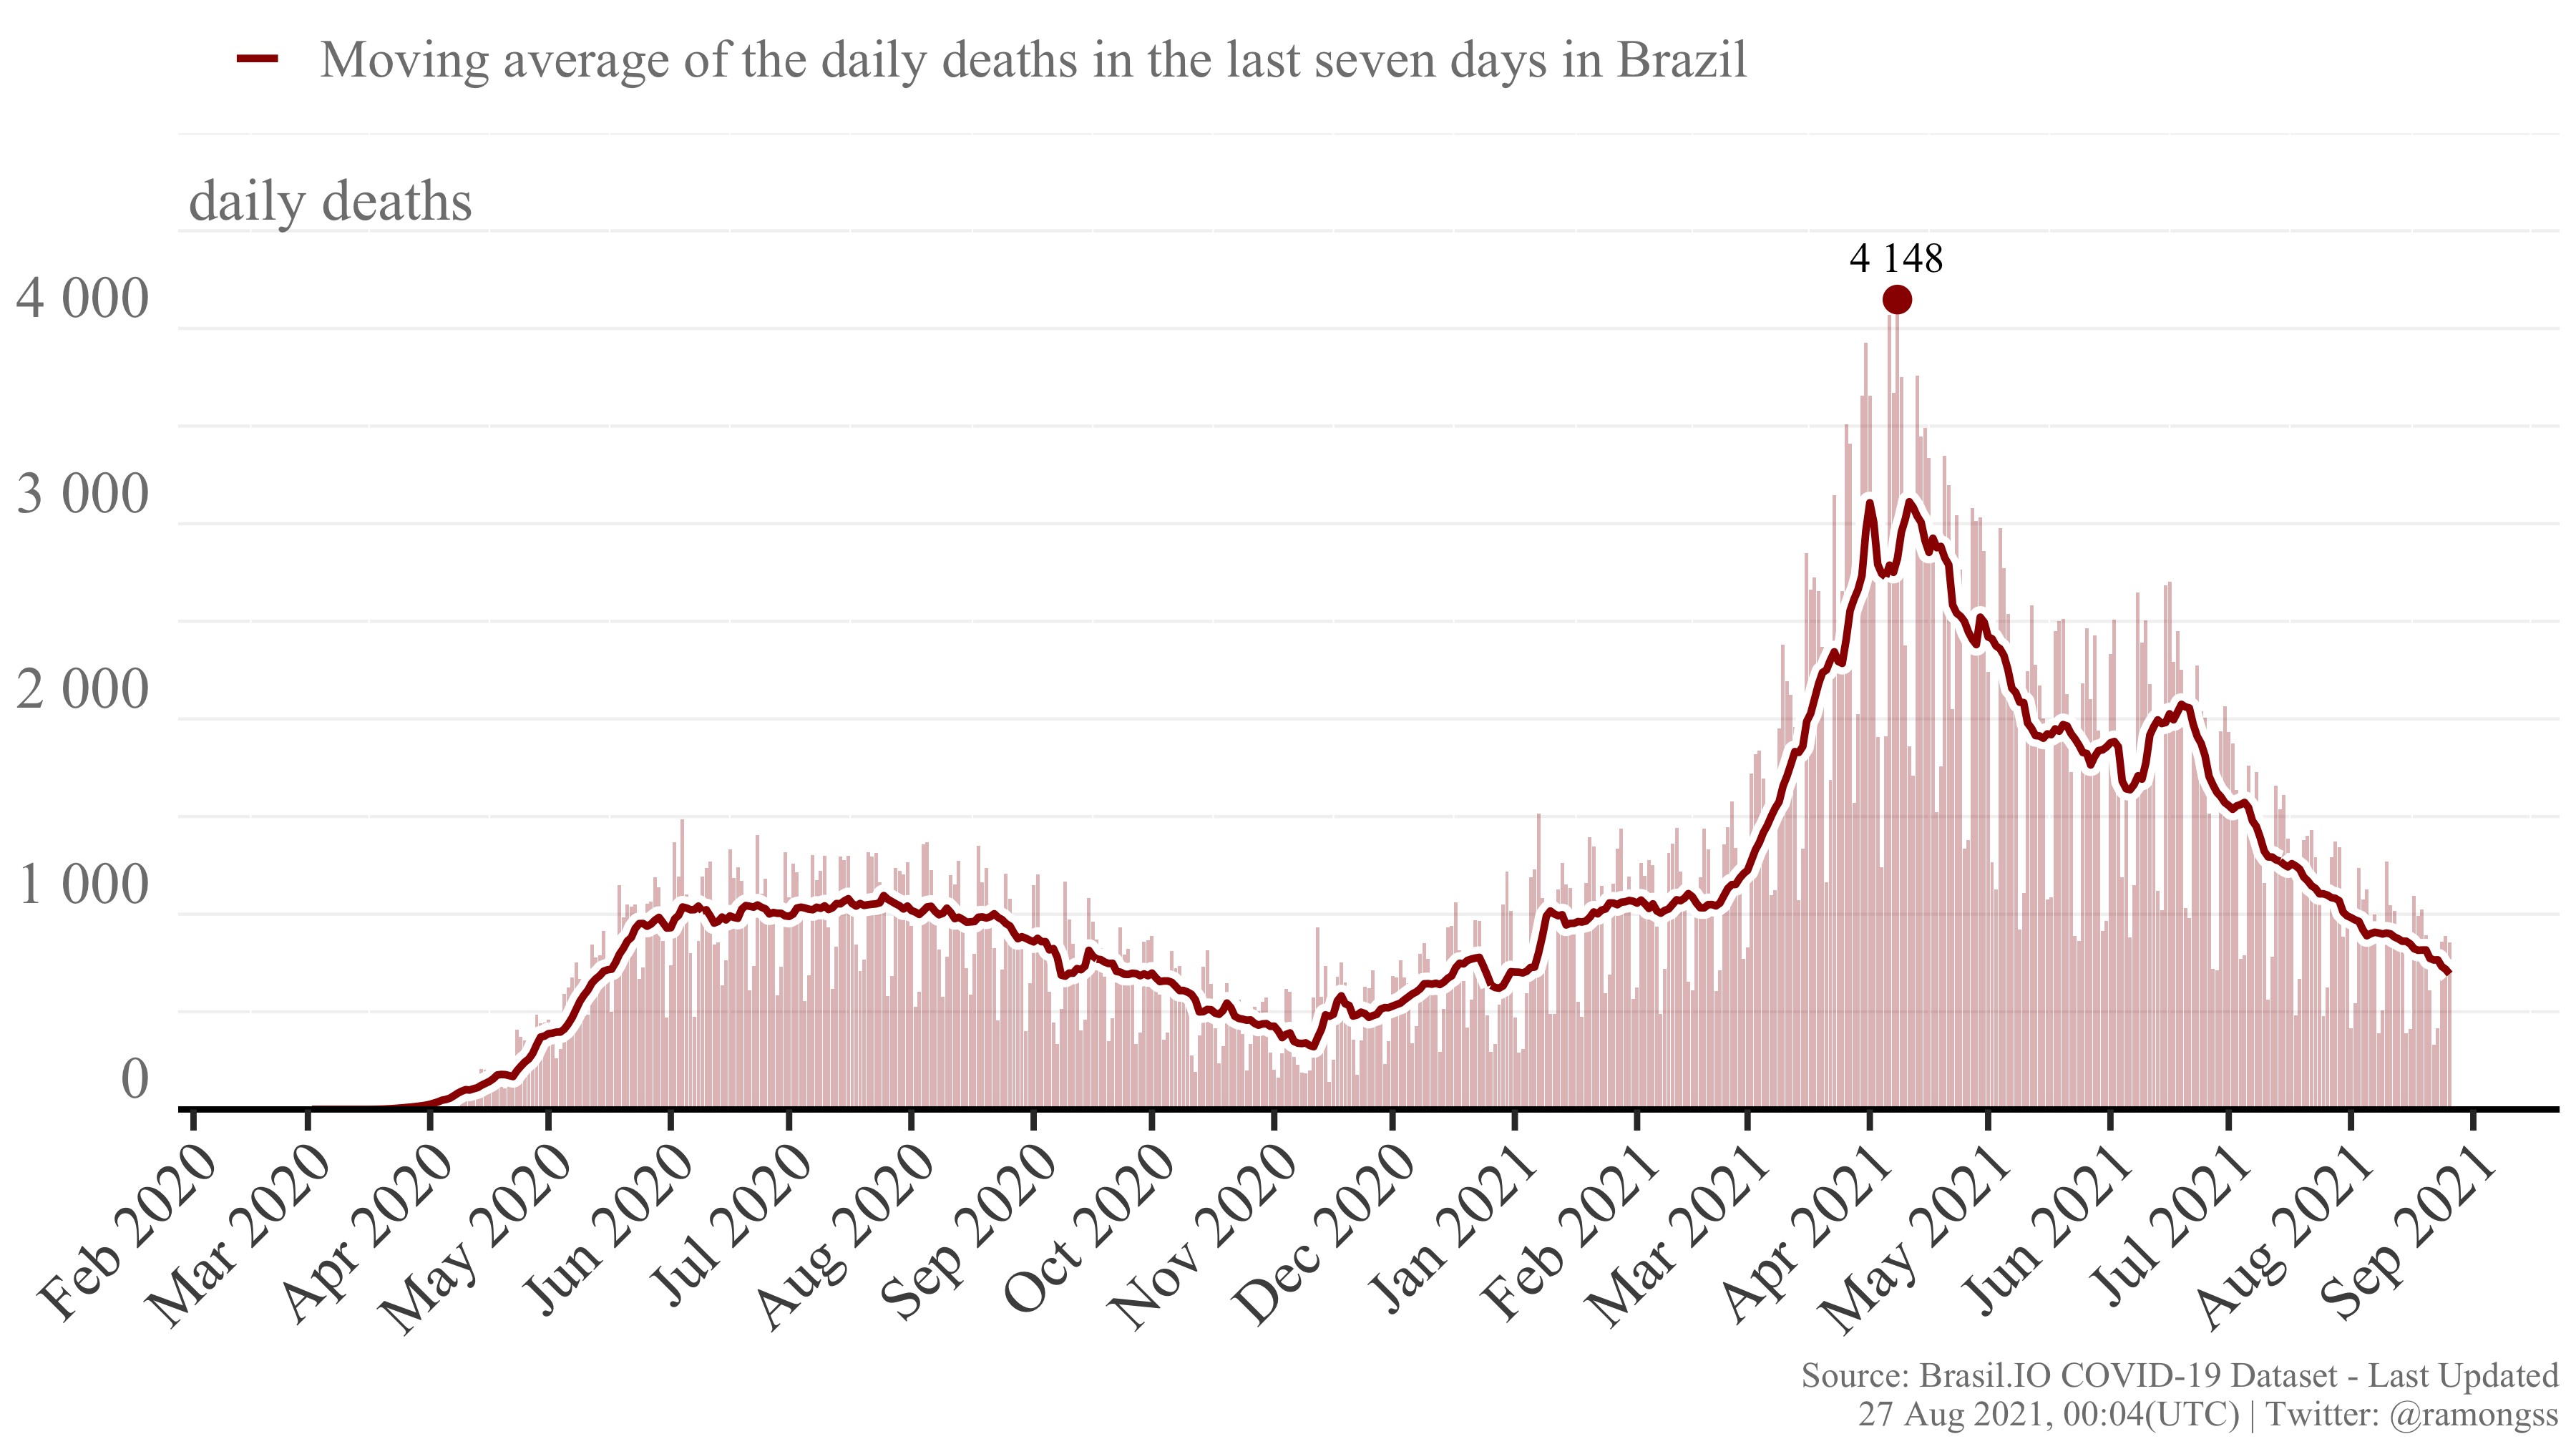 Moving average of the daily deaths in the last seven days in Brazil
daily deaths
4 148
4 000
3 000
2 000
1 000
0
Feb 2020
Mar 2020
Apr 2020
May 2020
Jun 2020
Jul 2020
Aug 2020
Sep 2020
Oct 2020
Nov 2020
Dec 2020
Jan 2021
Feb 2021
Mar 2021
Apr 2021
May 2021
Jun 2021
Jul 2021
Aug 2021
Sep 2021
Source: Brasil.IO COVID-19 Dataset - Last Updated
27 Aug 2021, 00:04(UTC) | Twitter: @ramongss